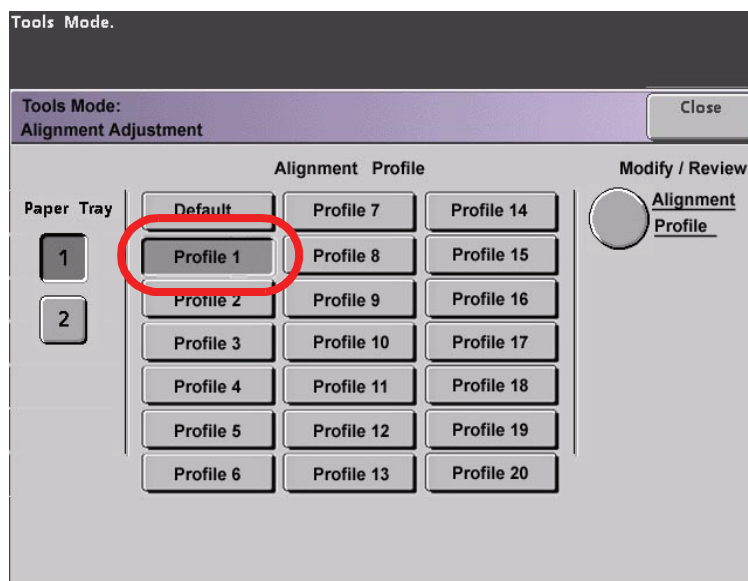 Tools Mode.
Tools Mode:
Alignment Adjustment
Close
Alignment Profile
Modify / Review
Paper Tray
1
2
Default
Profile 1
Profile 2
Profile 3
Profile 4
Profile 5
Profile 6
Profile 7
Profile 8
Profile 9
Profile 10
Profile 11
Profile 12
Profile 13
Profile 14
Profile 15
Profile 16
Profile 17
Profile 18
Profile 19
Profile 20
Alignment
Profile